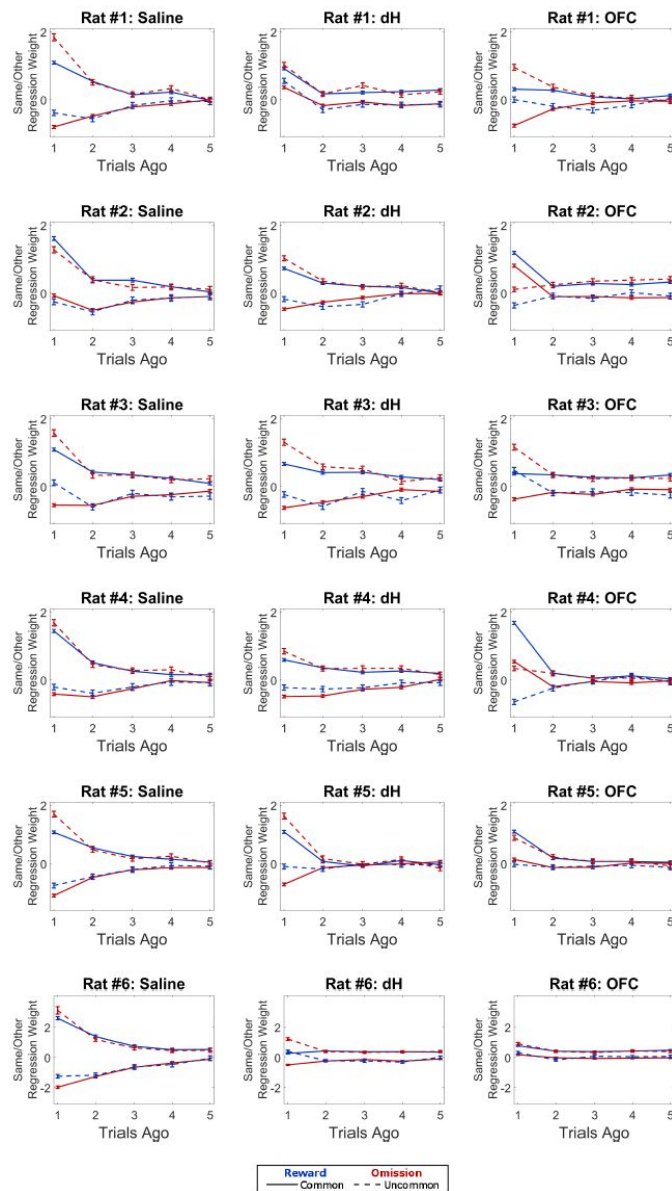 Rat #1: Saline
Same/Other
Regression Weight
2
0
1 2 3 4 5
Trials Ago
Rat #1: dH
Same/Other
Regression Weight
2
0
1 2 3 4 5
Trials Ago
Rat #1: OFC
Same/Other
Regression Weight
2
0
1 2 3 4 5
Trials Ago
Rat #2: Saline
Same/Other
Regression Weight
2
0
1 2 3 4 5
Trials Ago
Rat #2: dH
Same/Other
Regression Weight
2
0
1 2 3 4 5
Trials Ago
Rat #2: OFC
Same/Other
Regression Weight
2
0
1 2 3 4 5
Trials Ago
Rat #3: Saline
Same/Other
Regression Weight
2
0
1 2 3 4 5
Trials Ago
Rat #3: dH
Same/Other
Regression Weight
2
0
1 2 3 4 5
Trials Ago
Rat #3: OFC
Same/Other
Regression Weight
2
0
1 2 3 4 5
Trials Ago
Rat #4: Saline
Same/Other
Regression Weight
2
0
1 2 3 4 5
Trials Ago
Rat #4: dH
Same/Other
Regression Weight
2
0
1 2 3 4 5
Trials Ago
Rat #4: OFC
Same/Other
Regression Weight
2
0
1 2 3 4 5
Trials Ago
Rat #5: Saline
Same/Other
Regression Weight
2
0
1 2 3 4 5
Trials Ago
Rat #5: dH
Same/Other
Regression Weight
2
0
1 2 3 4 5
Trials Ago
Rat #5: OFC
Same/Other
Regression Weight
2
0
1 2 3 4 5
Trials Ago
Rat #6: Saline
Same/Other
Regression Weight
2
0
-2
1 2 3 4 5
Trials Ago
Rat #6: dH
Same/Other
Regression Weight
2
0
-2
1 2 3 4 5
Trials Ago
Rat #6: OFC
Same/Other
Regression Weight
2
0
-2
1 2 3 4 5
Trials Ago
Reward Omission
Common Uncommon